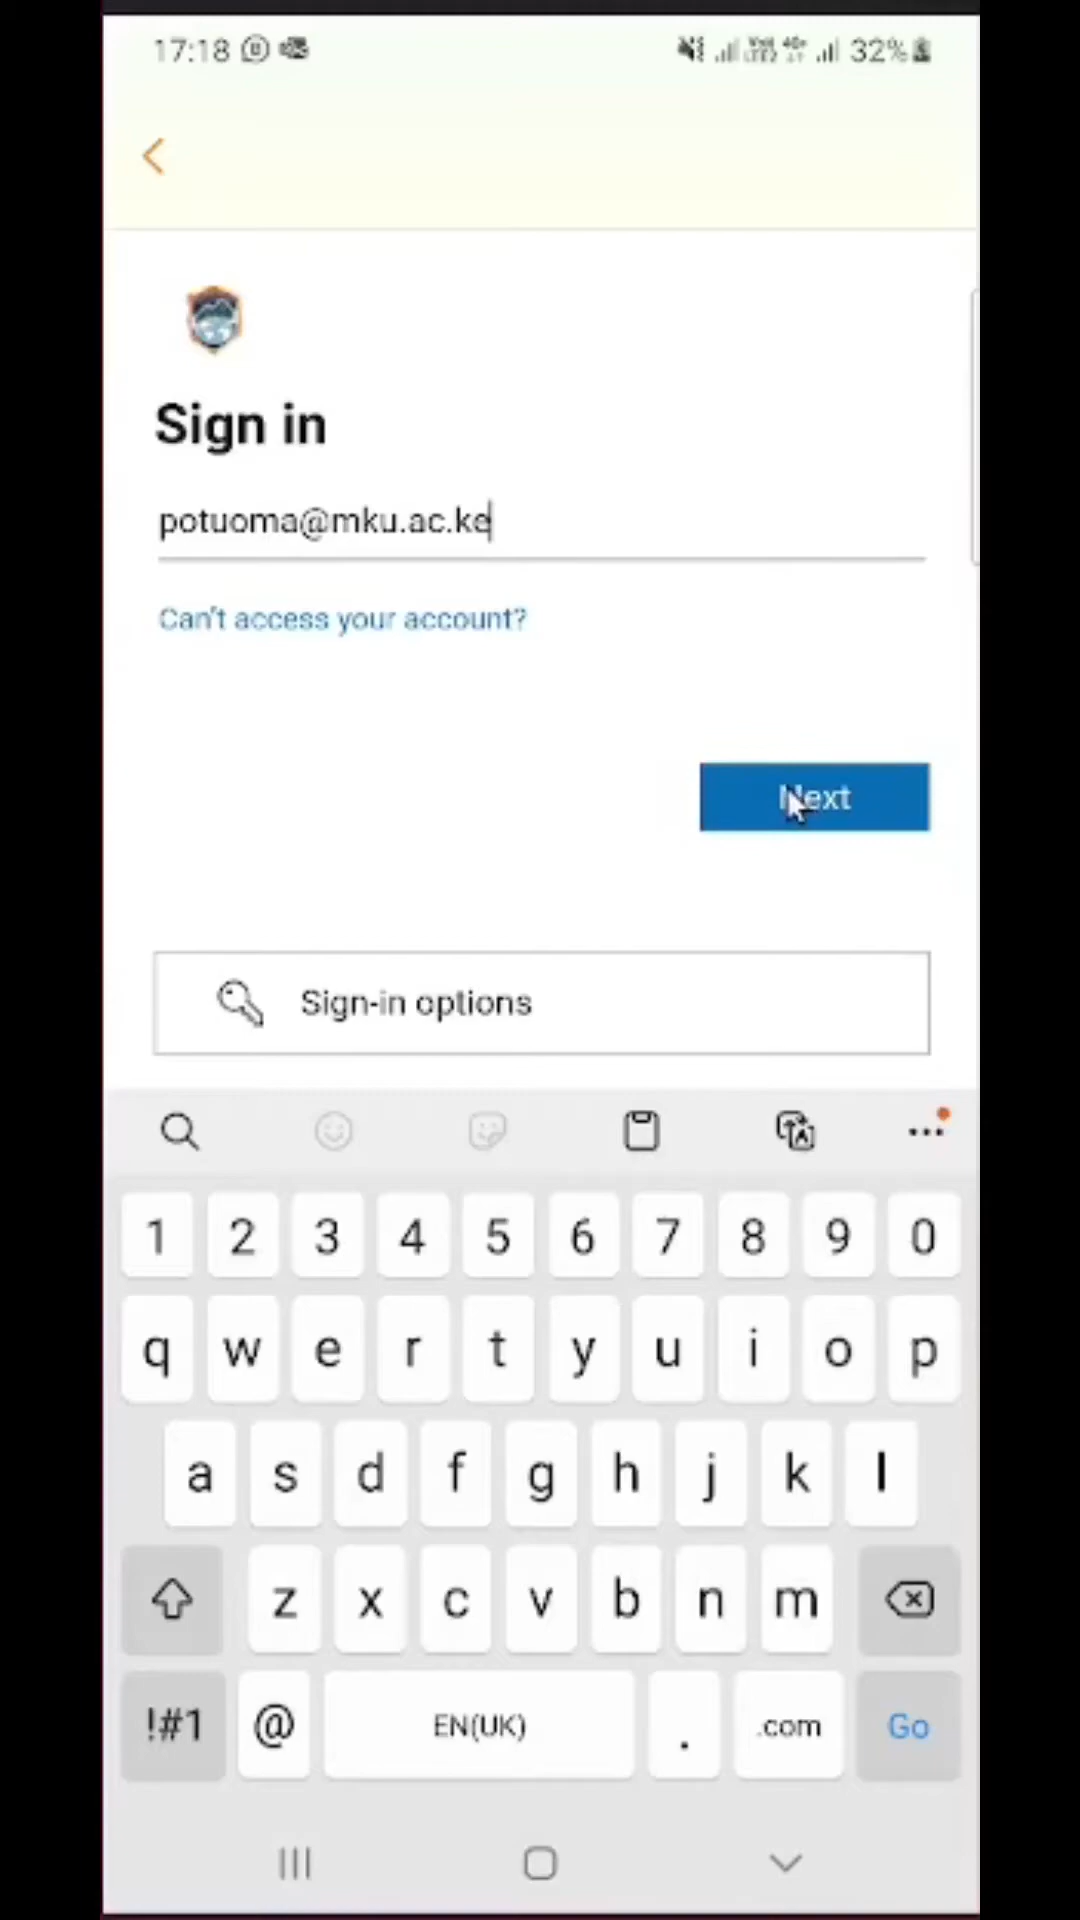 17:18 32%
Sign in
potuoma@mku.ac.ke
Can't access your account?
Next
Sign-in options
1 2 3 4 5 6 7 8 9 0
q w e r t y u i o p
a s d f g h j k l
z x c v b n m
!#1 @ EN(UK) . .com Go